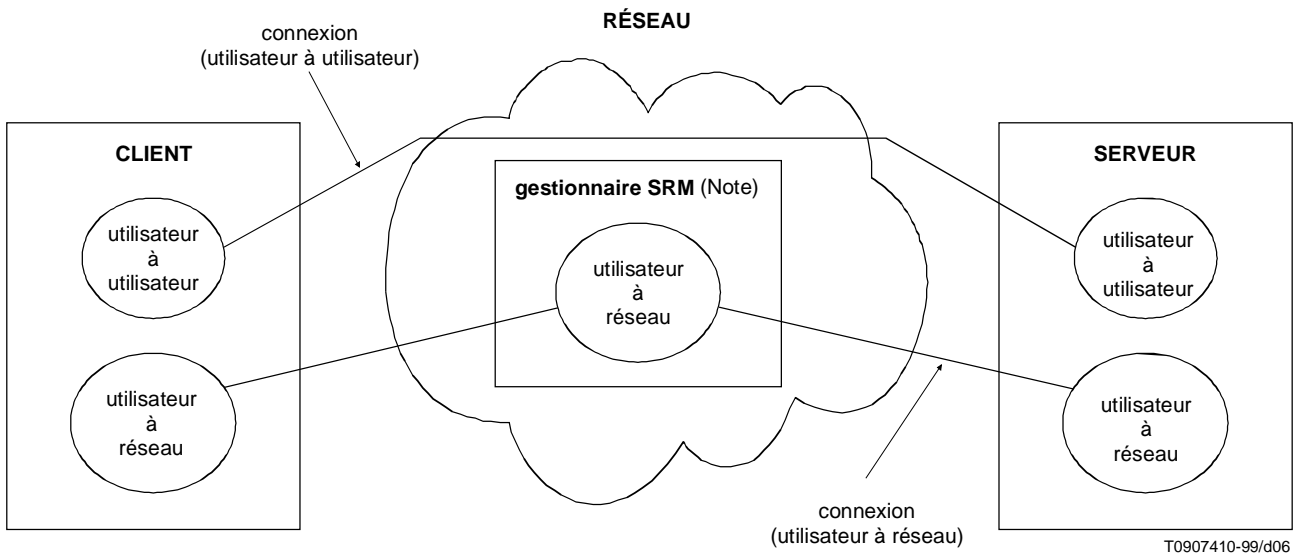 RÉSEAU
connexion
(utilisateur à utilisateur)
CLIENT
utilisateur
à
utilisateur
utilisateur
à
réseau
gestionnaire SRM (Note)
utilisateur
à
réseau
SERVEUR
utilisateur
à
utilisateur
utilisateur
à
réseau
connexion
(utilisateur à réseau)
T0907410-99/d06